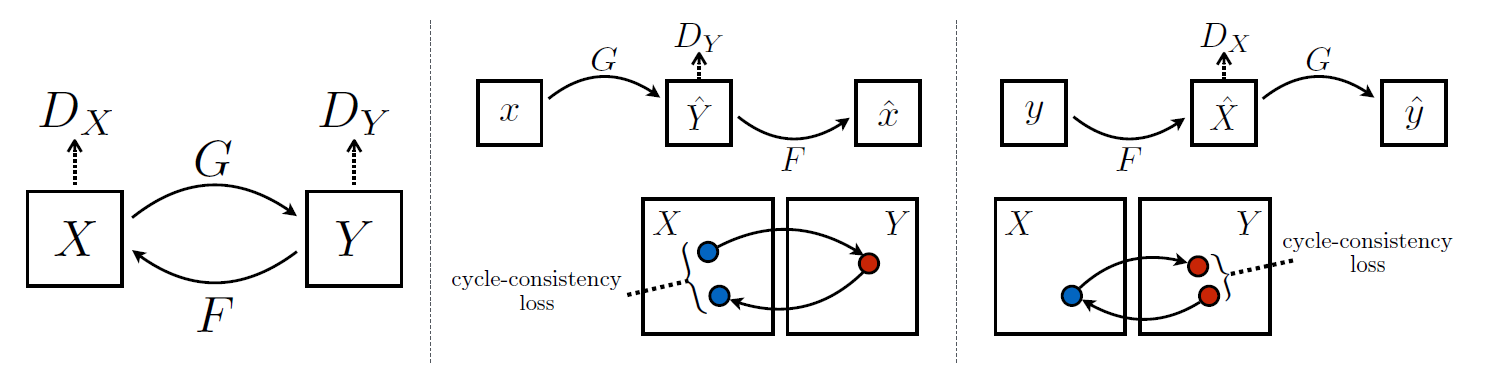 D_X
D_Y
G
X
Y
F
D_Y
G
x
Ŷ
x̂
F
X
Y
cycle-consistency
loss
D_X
G
y
X̂
ŷ
F
X
Y
cycle-consistency
loss